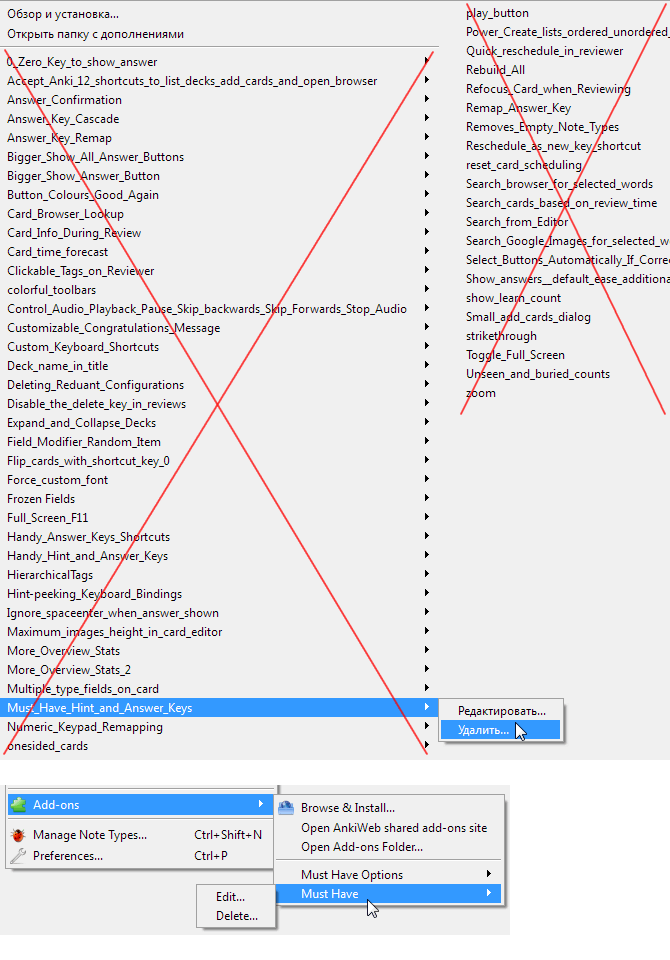 Обзор и установка...
Открыть папку с дополнениями
0_Zero_Key_to_show_answer
Accept_Anki_12_shortcuts_to_list_decks_add_cards_and_open_browser
Answer_Confirmation
Answer_Key_Cascade
Answer_Key_Remap
Bigger_Show_All_Answer_Buttons
Bigger_Show_Answer_Button
Button_Colours_Good_Again
Card_Browser_Lookup
Card_Info_During_Review
Card_time_forecast
Clickable_Tags_on_Reviewer
colorful_toolbars
Control_Audio_Playback_Pause_Skip_backwards_Skip_Forwards_Stop_Audio
Customizable_Congratulations_Message
Custom_Keyboard_Shortcuts
Deck_name_in_title
Deleting_Reduant_Configurations
Disable_the_delete_key_in_reviews
Expand_and_Collapse_Decks
Field_Modifier_Random_Item
Flip_cards_with_shortcut_key_0
Force_custom_font
Frozen Fields
Full_Screen_F11
Handy_Answer_Keys_Shortcuts
Handy_Hint_and_Answer_Keys
HierarchicalTags
Hint-peeking_Keyboard_Bindings
Ignore_spaceenter_when_answer_shown
Maximum_images_height_in_card_editor
More_Overview_Stats
More_Overview_Stats_2
Multiple_type_fields_on_card
Must_Have_Hint_and_Answer_Keys
Numeric_Keypad_Remapping
onesided_cards
Редактировать...
Удалить...
play_button
Power_Create_lists_ordered_unordered_
Quick_reschedule_in_reviewer
Rebuild_All
Refocus_Card_when_Reviewing
Remap_Answer_Key
Removes_Empty_Note_Types
Reschedule_as_new_key_shortcut
reset_card_scheduling
Search_browser_for_selected_words
Search_cards_based_on_review_time
Search_from_Editor
Search_Google_Images_for_selected_w
Select_Buttons_Automatically_If_Corre
Show_answers__default_ease_additiona
show_learn_count
Small_add_cards_dialog
strikethrough
Toggle_Full_Screen
Unseen_and_buried_counts
zoom
Add-ons
Manage Note Types... Ctrl+Shift+N
Preferences... Ctrl+P
Browse & Install...
Open AnkiWeb shared add-ons site
Open Add-ons Folder...
Must Have Options
Must Have
Edit...
Delete...